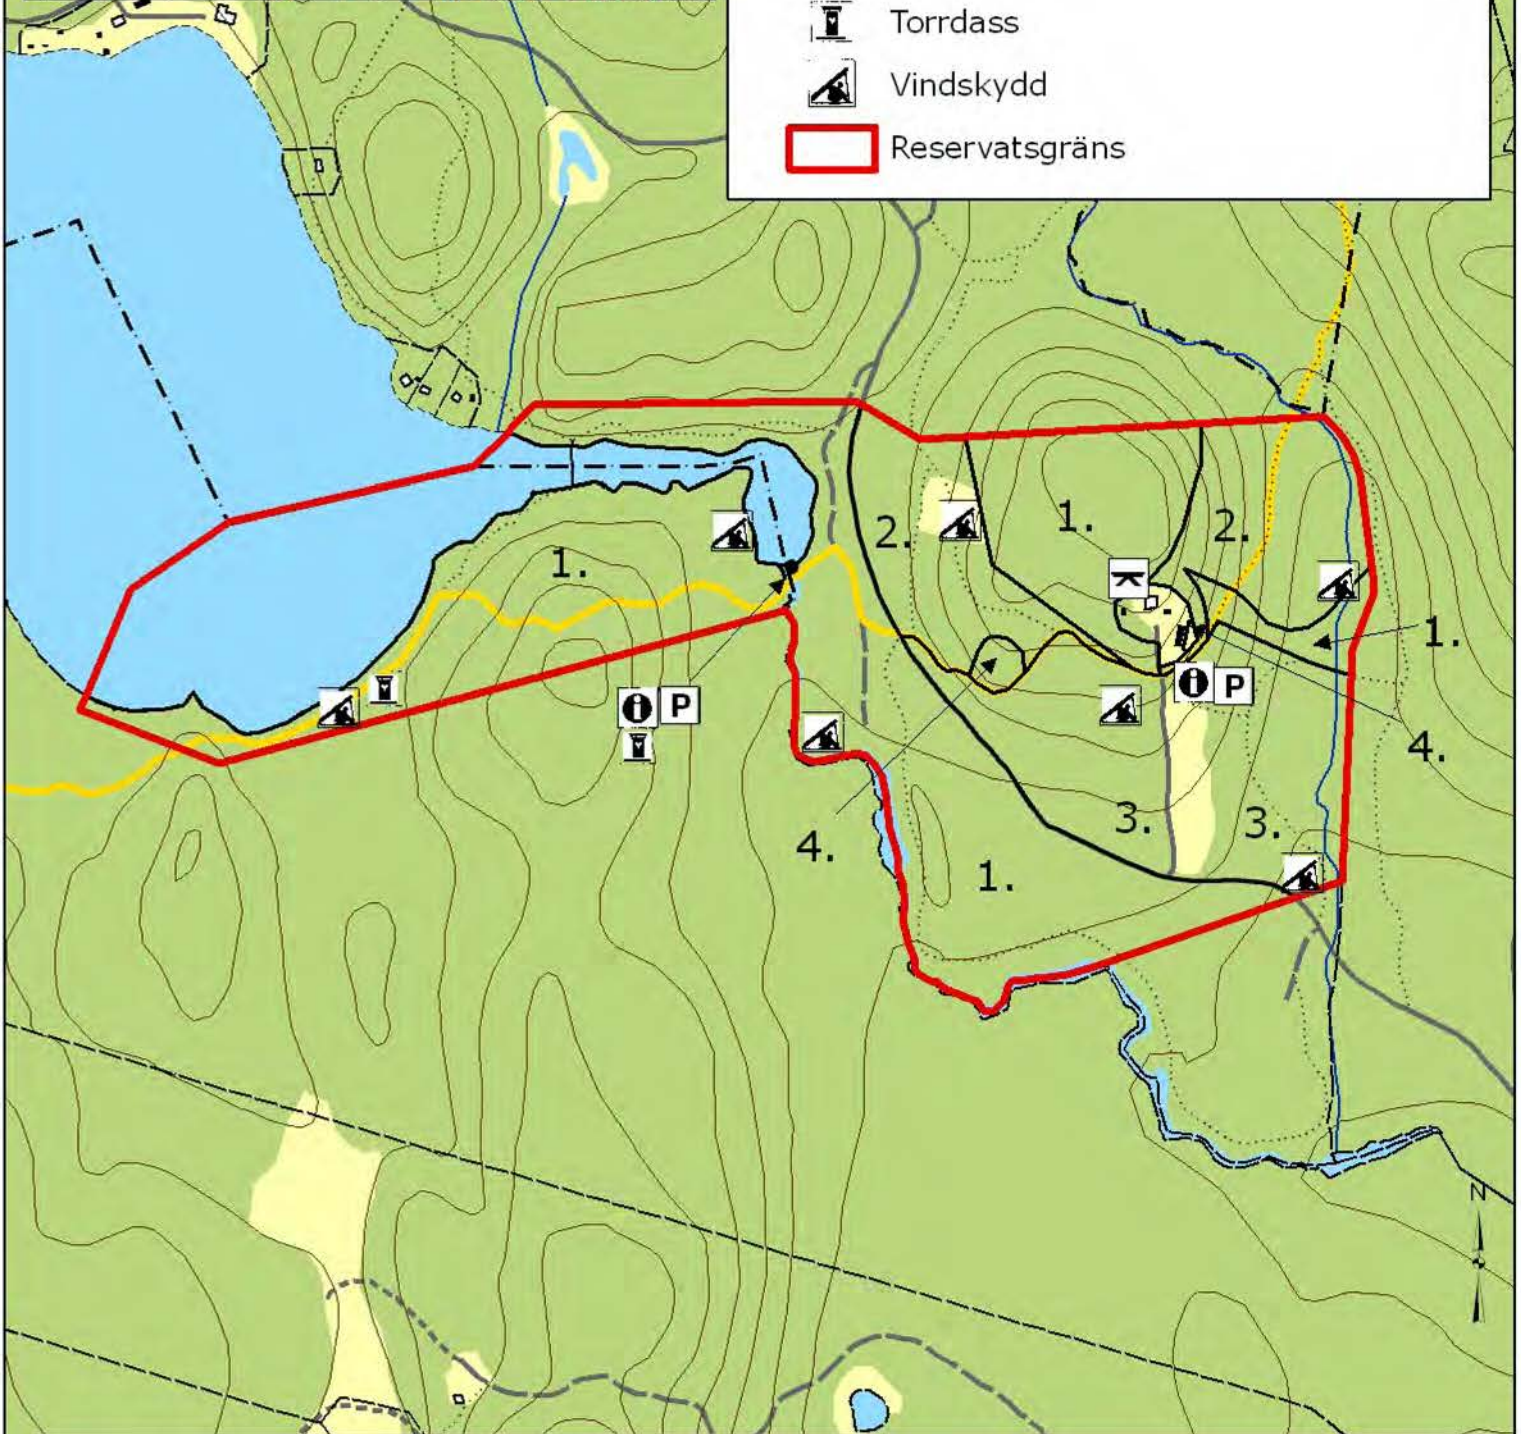 Torrdass
Vindskydd
Reservatsgräns
2.
1.
2.
1.
1.
P
P
4.
3.
3.
4.
1.
N